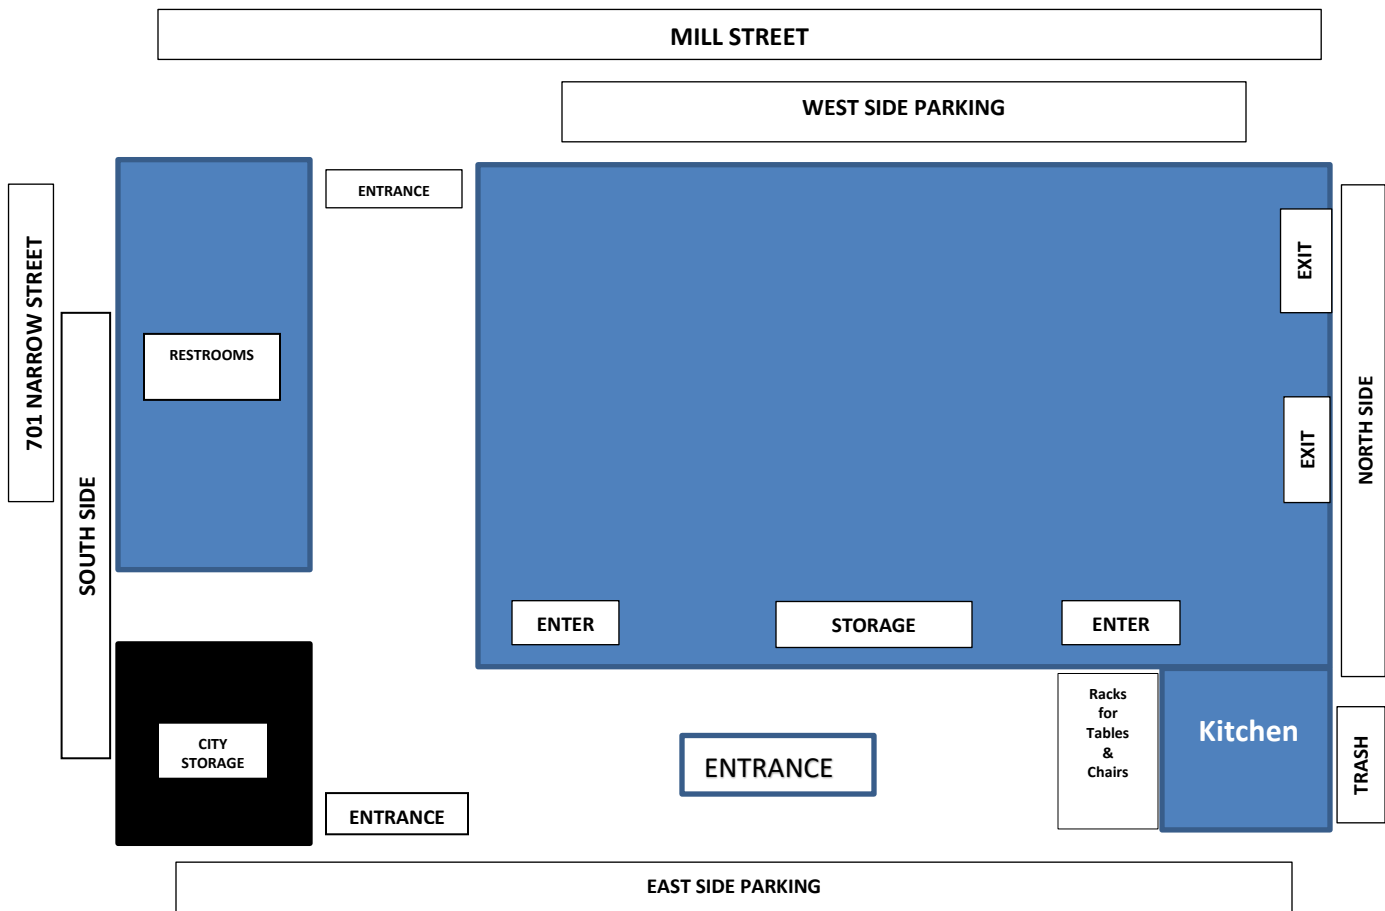 MILL STREET
WEST SIDE PARKING
ENTRANCE
701 NARROW STREET
SOUTH SIDE
RESTROOMS
EXIT
EXIT
NORTH SIDE
ENTER
STORAGE
ENTER
CITY
STORAGE
ENTRANCE
ENTRANCE
Racks
for
Tables
&
Chairs
Kitchen
TRASH
EAST SIDE PARKING